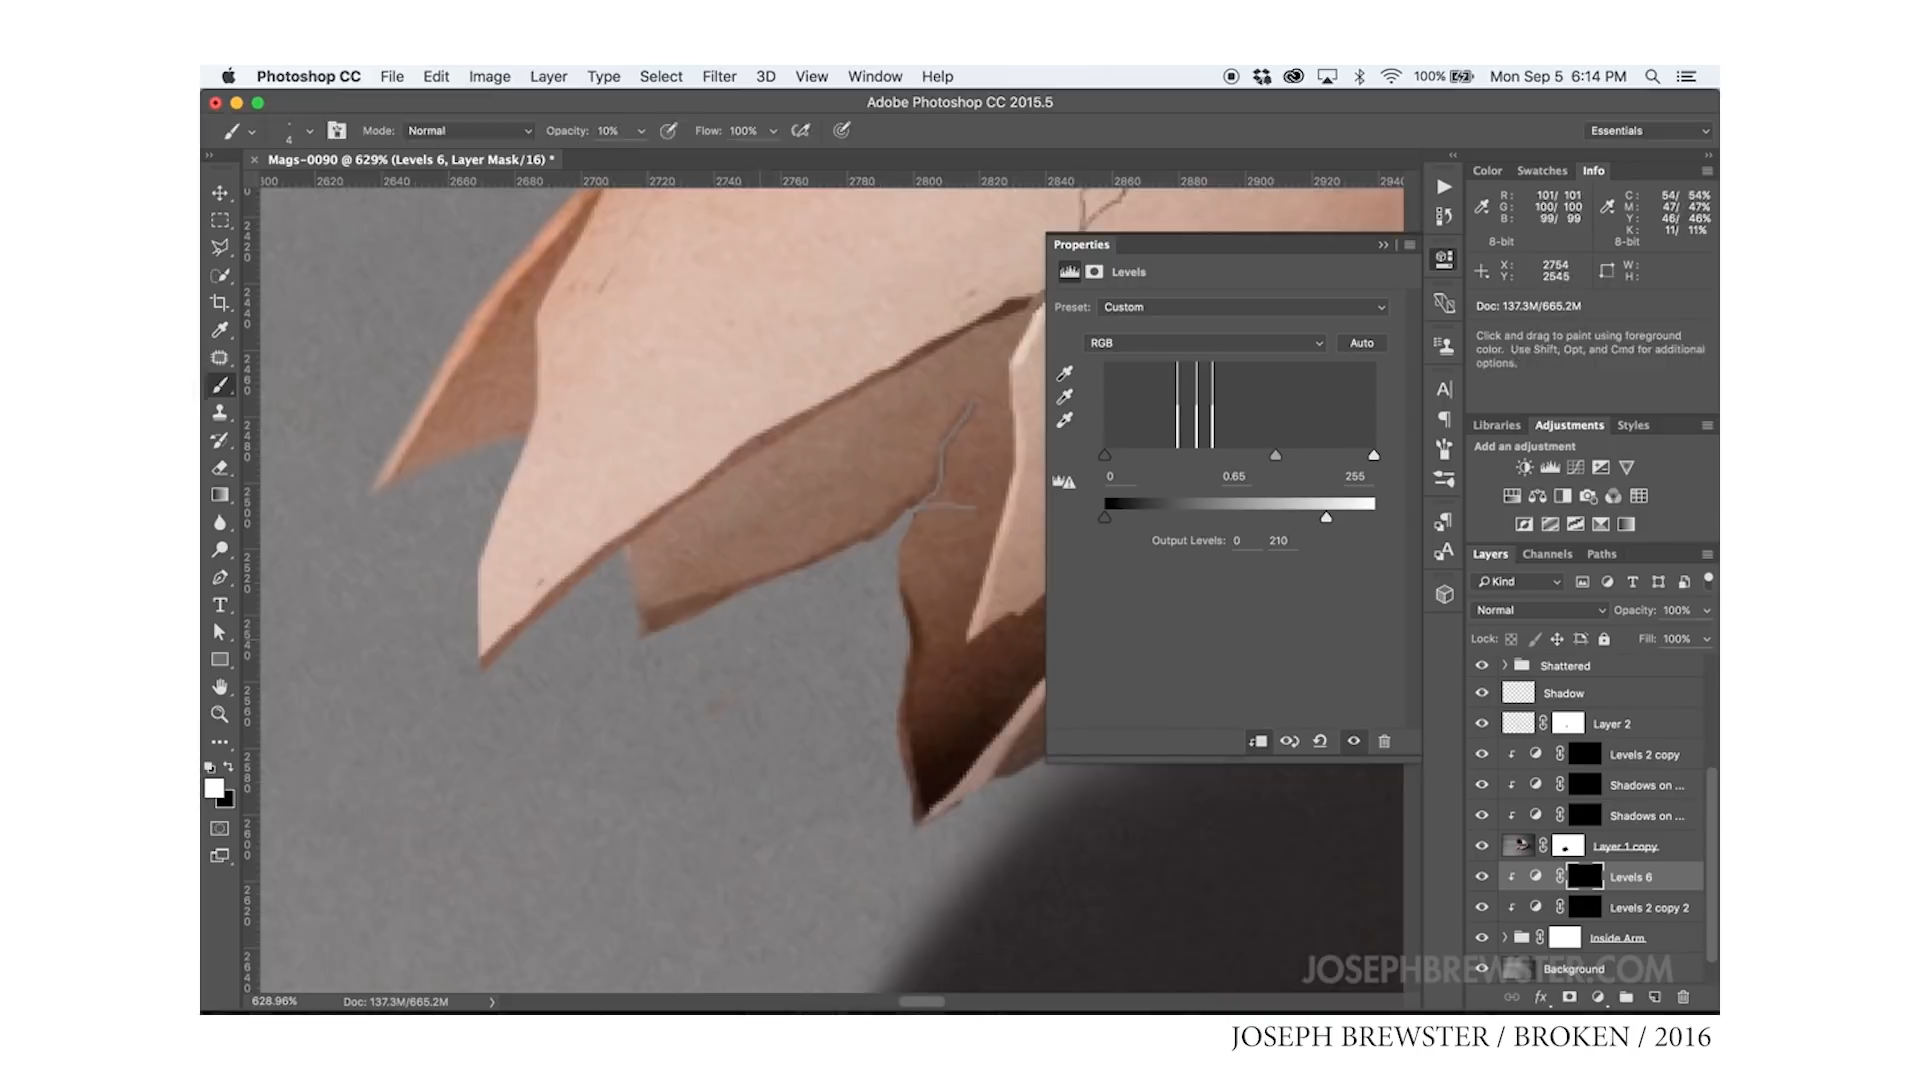 Photoshop CC File Edit Image Layer Type Select Filter 3D View Window Help 100% Mon Sep 5 6:14 PM
Adobe Photoshop CC 2015.5
4 Mode: Normal Opacity: 10% Flow: 100% Essentials
Mags-0090 @ 629% (Levels 6, Layer Mask/16) *
2620 2640 2660 2680 2700 2720 2740 2760 2780 2800 2820 2840 2860 2880 2900 2920
Color Swatches Info
R: 101/ 101 C: 54/ 54%
G: 100/ 100 M: 47/ 47%
B: 99/ 99 Y: 46/ 46%
K: 11/ 11%
8-bit 8-bit
X: 2754 W:
Y: 2545 H:
Doc: 137.3M/665.2M
Click and drag to paint using foreground
color. Use Shift, Opt, and Cmd for additional
options.
Properties
Levels
Preset: Custom
RGB Auto
0 0.65 255
Output Levels: 0 210
Libraries Adjustments Styles
Add an adjustment
Layers Channels Paths
Kind
Normal Opacity: 100%
Lock: Fill: 100%
Shattered
Shadow
Layer 2
Levels 2 copy
Shadows on ...
Shadows on ...
Layer 1 copy
Levels 6
Levels 2 copy 2
Inside Arm
Background
JOSEPHBREWSTER.COM
628.96% Doc: 137.3M/665.2M
JOSEPH BREWSTER / BROKEN / 2016